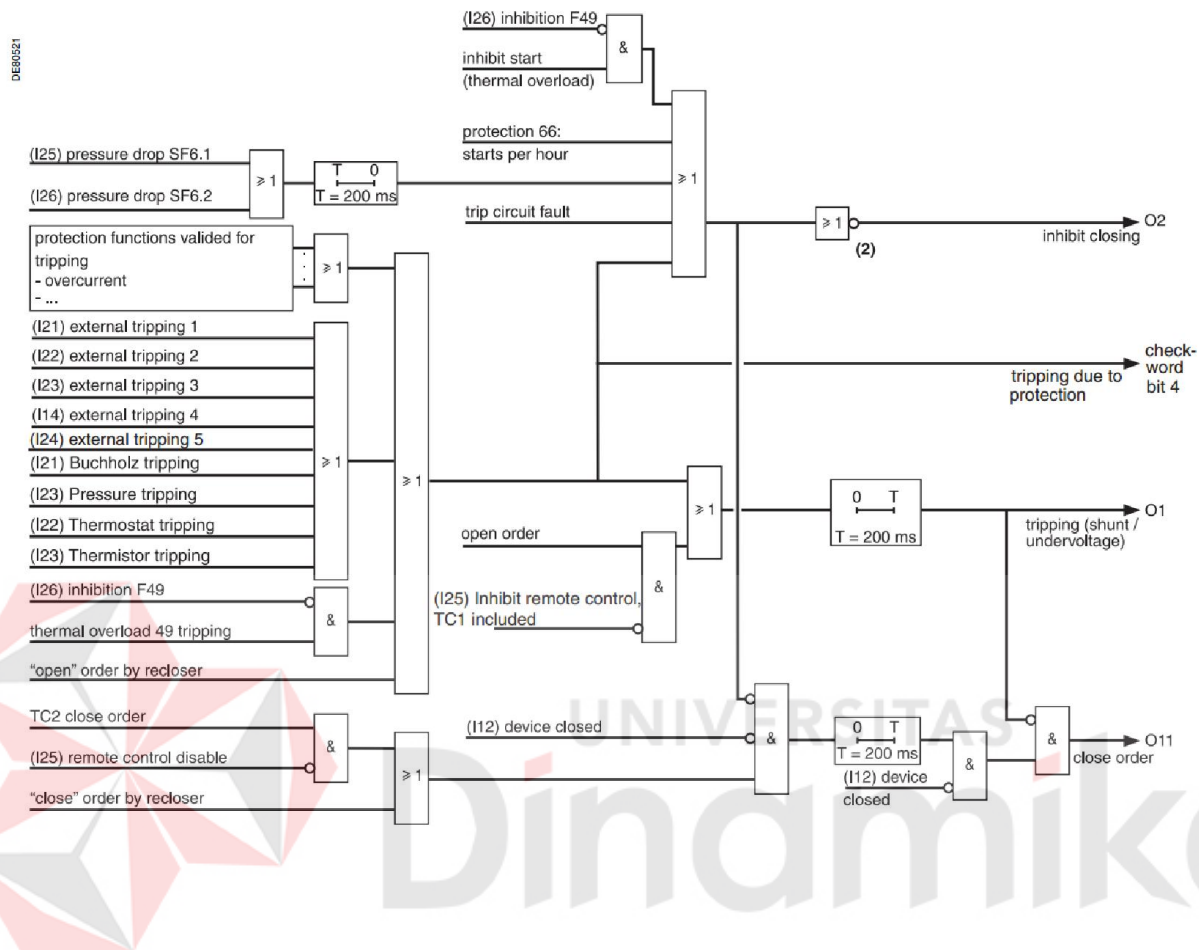 DE80521
(I26) inhibition F49
&
inhibit start
(thermal overload)
protection 66:
starts per hour
(I25) pressure drop SF6.1
≥ 1
T 0
T = 200 ms
(I26) pressure drop SF6.2
≥ 1
trip circuit fault
≥ 1
(2)
O2
inhibit closing
protection functions valided for
tripping
- overcurrent
- ...
≥ 1
(I21) external tripping 1
(I22) external tripping 2
(I23) external tripping 3
(I14) external tripping 4
(I24) external tripping 5
(I21) Buchholz tripping
(I23) Pressure tripping
(I22) Thermostat tripping
(I23) Thermistor tripping
≥ 1
≥ 1
check-
word
bit 4
tripping due to
protection
(I26) inhibition F49
&
thermal overload 49 tripping
"open" order by recloser
open order
≥ 1
&
(I25) Inhibit remote control,
TC1 included
0 T
T = 200 ms
O1
tripping (shunt /
undervoltage)
TC2 close order
&
(I25) remote control disable
"close" order by recloser
≥ 1
(I12) device closed
&
0 T
T = 200 ms
(I12) device
closed
&
&
O11
close order
UNIVERSITAS
Dinamika